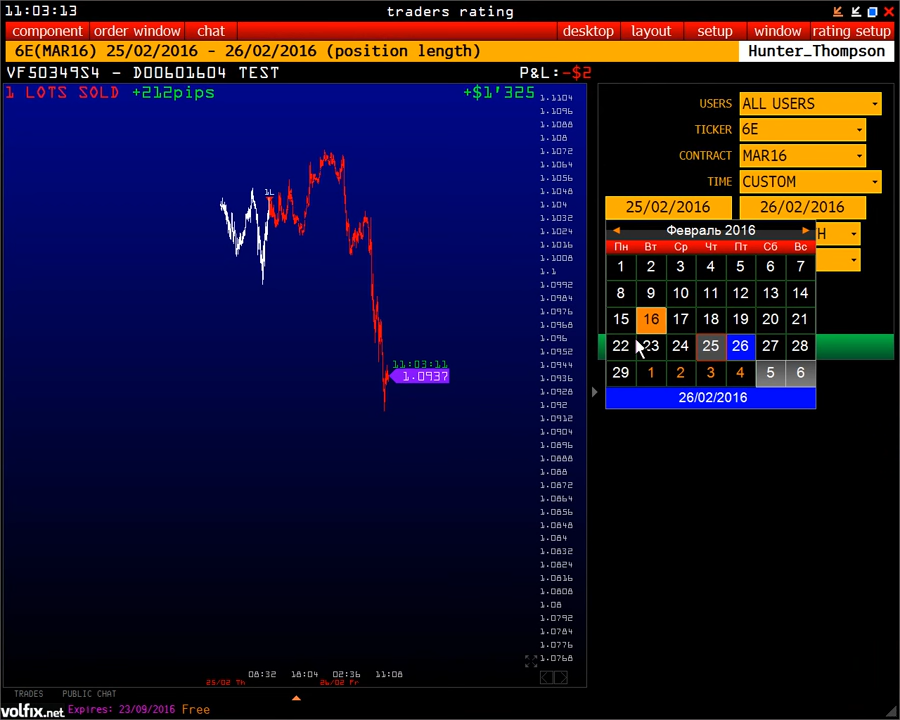 11:03:13 traders rating
component order window chat desktop layout setup window rating setup
6E(MAR16) 25/02/2016 - 26/02/2016 (position length) Hunter_Thompson
VF50349S4 - D00601604 TEST P&L:-$2
1 LOTS SOLD +212pips +$1'325
1.1104
1.1096
1.1088
1.108
1.1072
1.1064
1.1056
1.1048
1.104
1.1032
1.1024
1.1016
1.1008
1.1
1.0992
1.0984
1.0976
1.0968
1.096
1.0952
1.0944
1.0936
1.0928
1.092
1.0912
1.0904
1.0896
1.0888
1.088
1.0872
1.0864
1.0856
1.0848
1.084
1.0832
1.0824
1.0816
1.0808
1.08
1.0792
1.0784
1.0776
1.0768
1L
11:03:11
1.0937
08:32 18:04 02:36 11:08
25/02 Th 26/02 Fr
USERS ALL USERS
TICKER 6E
CONTRACT MAR16
TIME CUSTOM
25/02/2016 26/02/2016
H
Февраль 2016
Пн Вт Ср Чт Пт Сб Вс
1 2 3 4 5 6 7
8 9 10 11 12 13 14
15 16 17 18 19 20 21
22 23 24 25 26 27 28
29 1 2 3 4 5 6
26/02/2016
TRADES PUBLIC CHAT
volfix.net Expires: 23/09/2016 Free